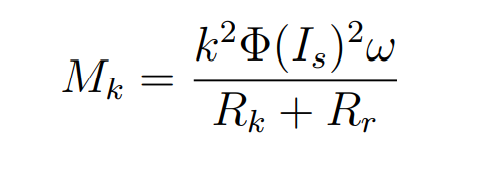 M_k = \frac{k^2 \Phi(I_s)^2 \omega}{R_k + R_r}